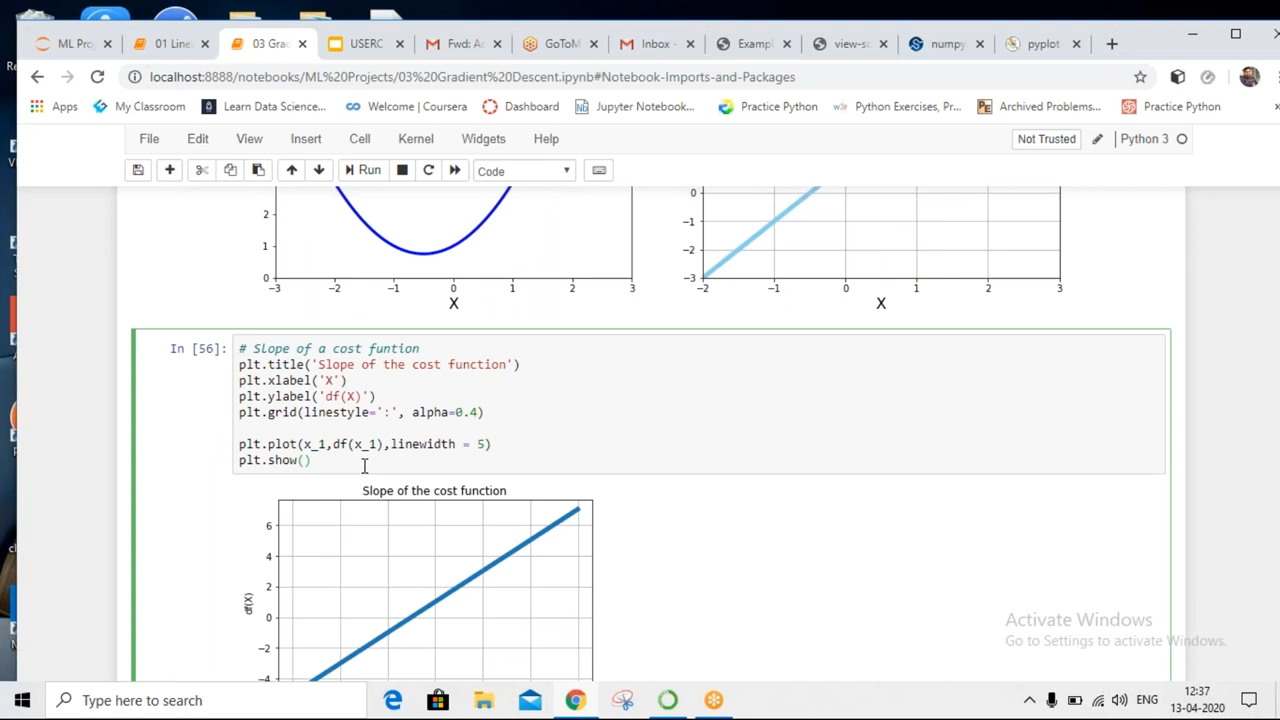 ML Proj
01 Line
03 Grad
USERC
Fwd: Ac
GoToM
Inbox -
Exampl
view-so
numpy
pyplot
localhost:8888/notebooks/ML%20Projects/03%20Gradient%20Descent.ipynb#Notebook-Imports-and-Packages
Apps
My Classroom
Learn Data Science...
Welcome | Coursera
Dashboard
Jupyter Notebook...
Practice Python
Python Exercises, Pr...
Archived Problems...
Practice Python
File Edit View Insert Cell Kernel Widgets Help
Not Trusted
Python 3
Run
Code
2
1
0
-3 -2 -1 0 1 2 3
X
0
-1
-2
-3
-2 -1 0 1 2 3
X
In [56]:
# Slope of a cost funtion
plt.title('Slope of the cost function')
plt.xlabel('X')
plt.ylabel('df(X)')
plt.grid(linestyle=':', alpha=0.4)
plt.plot(x_1,df(x_1),linewidth = 5)
plt.show()
Slope of the cost function
6
4
2
0
-2
-4
df(X)
Activate Windows
Go to Settings to activate Windows.
Type here to search
ENG
12:37
13-04-2020